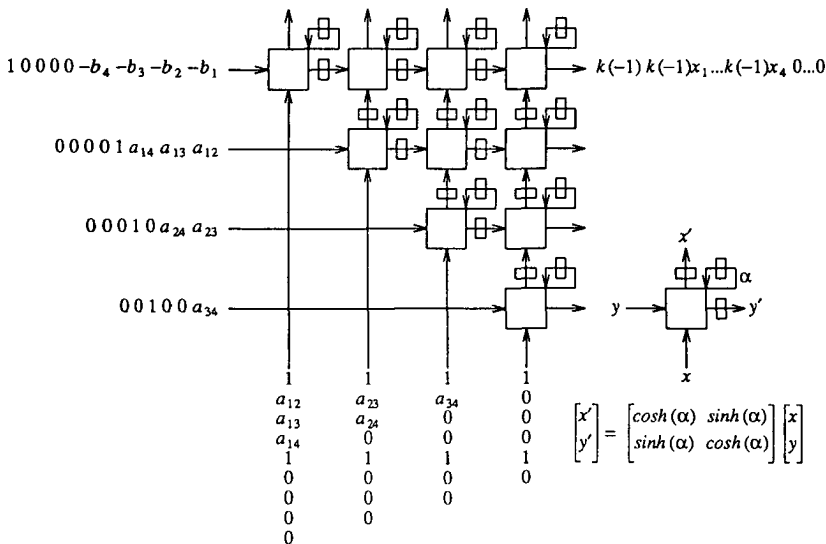 1 0 0 0 0 −b₄ −b₃ −b₂ −b₁
k(−1) k(−1)x₁...k(−1)x₄ 0...0
0 0 0 0 1 a₁₄ a₁₃ a₁₂
0 0 0 1 0 a₂₄ a₂₃
0 0 1 0 0 a₃₄
x′
α
y
y′
x
1 1 1 1
a₁₂ a₂₃ a₃₄ 0
a₁₃ a₂₄ 0 0
a₁₄ 0 0 0
1 1 1 1
0 0 0 0
0 0 0
0 0
0
[x′ y′] = [cosh(α) sinh(α) sinh(α) cosh(α)] [x y]